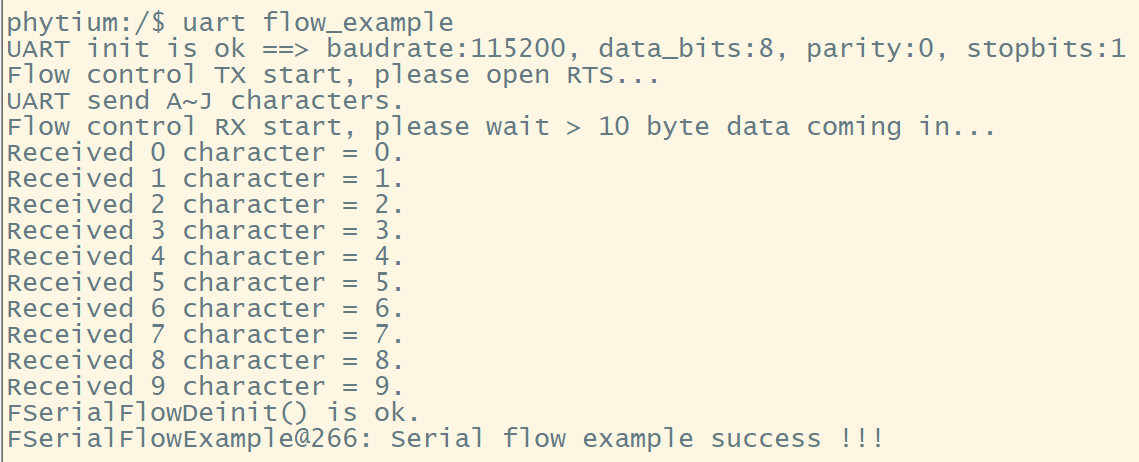 phytium:/$ uart flow_example
UART init is ok ==> baudrate:115200, data_bits:8, parity:0, stopbits:1
Flow control TX start, please open RTS...
UART send A~J characters.
Flow control RX start, please wait > 10 byte data coming in...
Received 0 character = 0.
Received 1 character = 1.
Received 2 character = 2.
Received 3 character = 3.
Received 4 character = 4.
Received 5 character = 5.
Received 6 character = 6.
Received 7 character = 7.
Received 8 character = 8.
Received 9 character = 9.
FSerialFlowDeinit() is ok.
FSerialFlowExample@266: Serial flow example success !!!